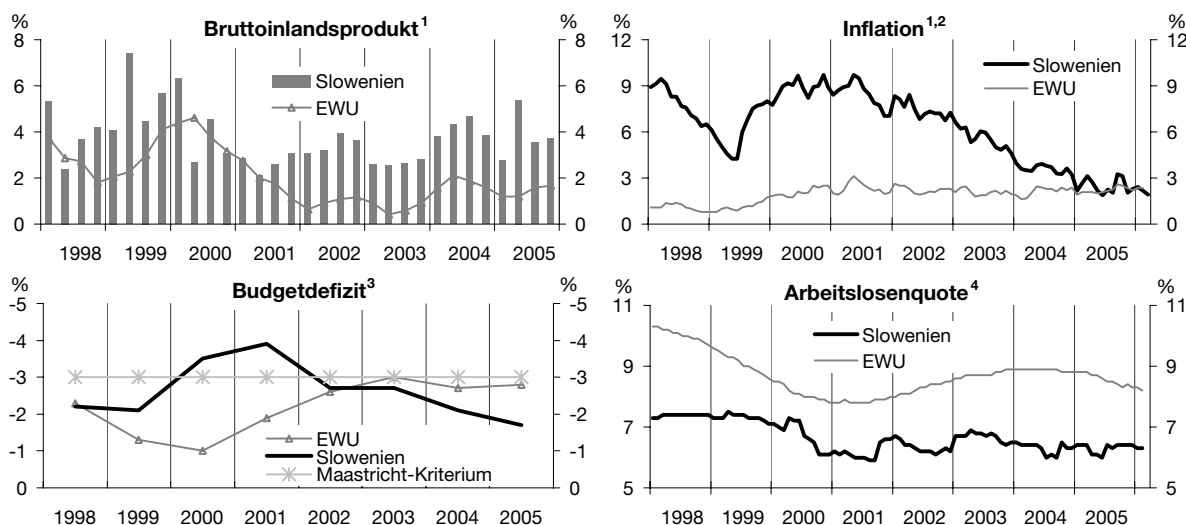 Bruttoinlandsprodukt¹
% %
8 8
6 6
4 4
2 2
0 0
Slowenien
EWU
1998 1999 2000 2001 2002 2003 2004 2005
Inflation¹,²
% %
12 12
9 9
6 6
3 3
0 0
Slowenien
EWU
1998 1999 2000 2001 2002 2003 2004 2005
Budgetdefizit³
% %
-5 -5
-4 -4
-3 -3
-2 -2
-1 -1
0 0
EWU
Slowenien
Maastricht-Kriterium
1998 1999 2000 2001 2002 2003 2004 2005
Arbeitslosenquote⁴
% %
11 11
9 9
7 7
5 5
Slowenien
EWU
1998 1999 2000 2001 2002 2003 2004 2005